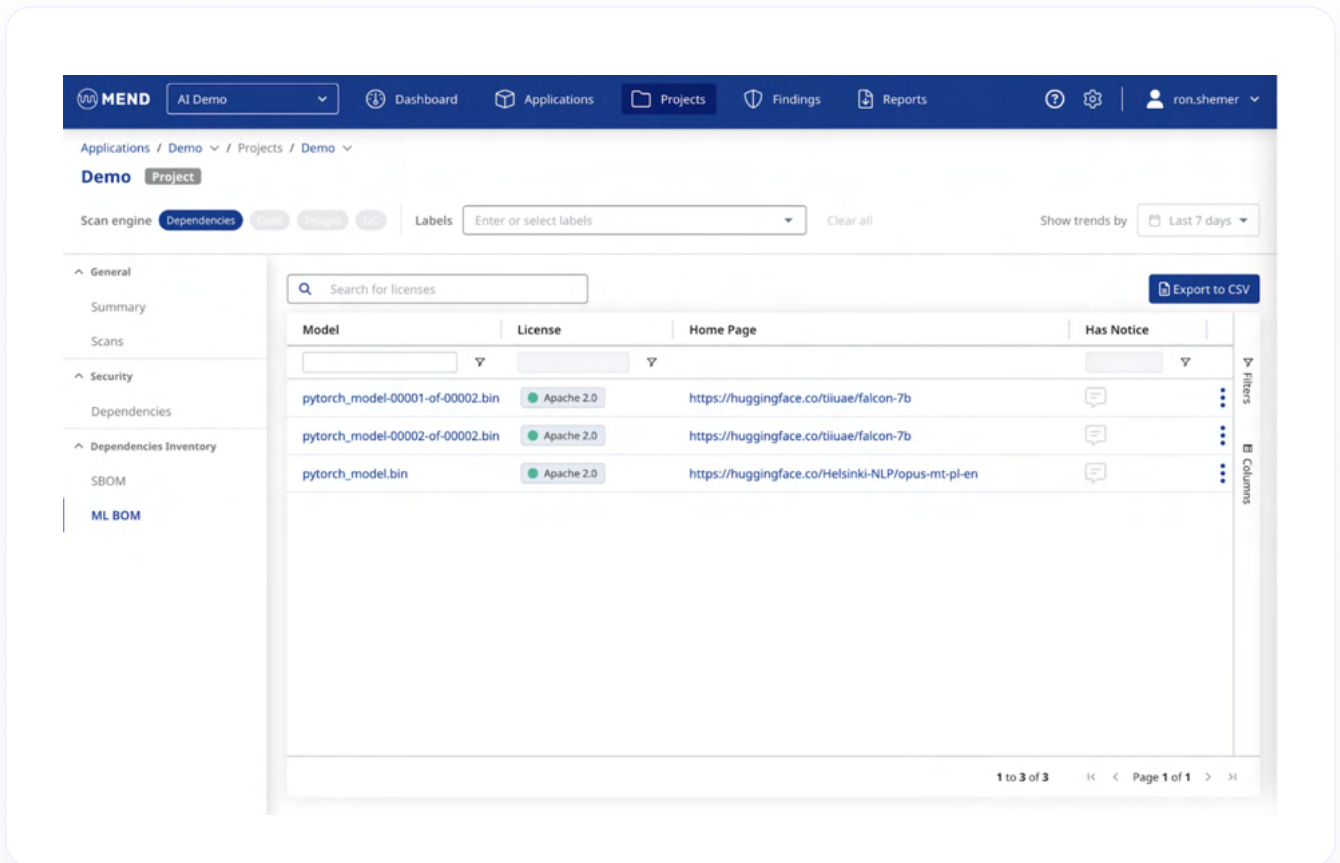 MEND AI Demo Dashboard Applications Projects Findings Reports ron.shemer
Applications / Demo / Projects / Demo
Demo Project
Scan engine Dependencies Code Images IaC Labels Enter or select labels Clear all Show trends by Last 7 days
General
Summary
Scans
Security
Dependencies
Dependencies Inventory
SBOM
ML BOM
Search for licenses Export to CSV
Model License Home Page Has Notice
pytorch_model-00001-of-00002.bin Apache 2.0 https://huggingface.co/tiiuae/falcon-7b
pytorch_model-00002-of-00002.bin Apache 2.0 https://huggingface.co/tiiuae/falcon-7b
pytorch_model.bin Apache 2.0 https://huggingface.co/Helsinki-NLP/opus-mt-pl-en
Filters
Columns
1 to 3 of 3 Page 1 of 1